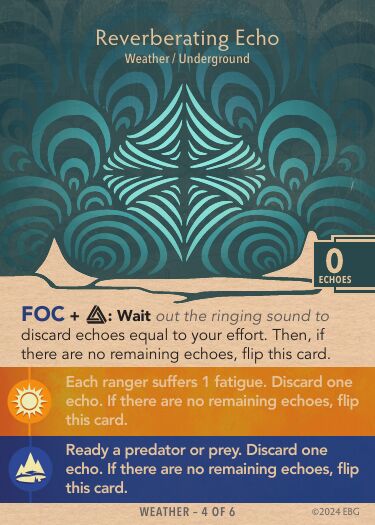 Reverberating Echo
Weather / Underground
0
ECHOES
FOC + : Wait out the ringing sound to
discard echoes equal to your effort. Then, if
there are no remaining echoes, flip this card.
Each ranger suffers 1 fatigue. Discard one
echo. If there are no remaining echoes, flip
this card.
Ready a predator or prey. Discard one
echo. If there are no remaining echoes, flip
this card.
WEATHER – 4 OF 6
©2024 EBG